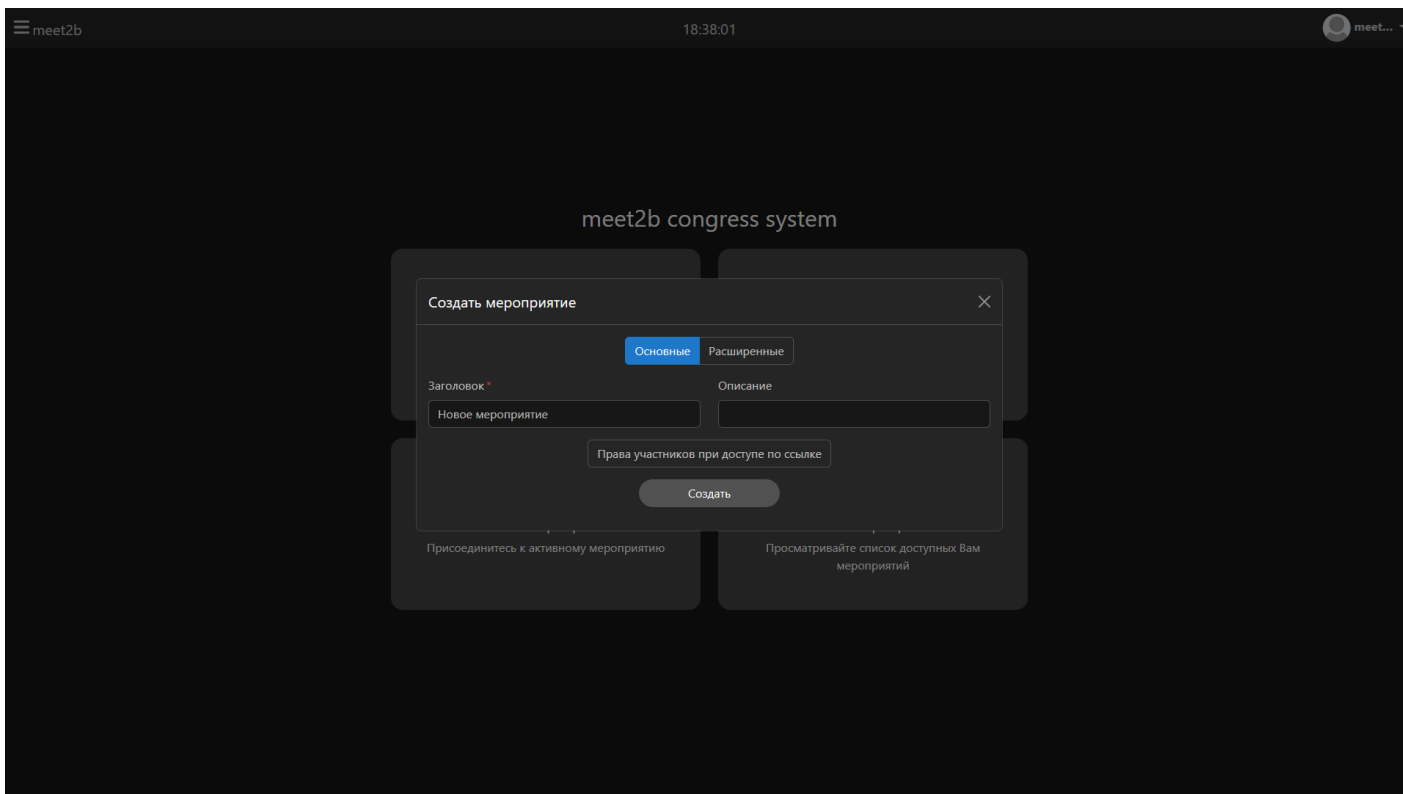 meet2b
18:38:01
meet...
meet2b congress system
Создать мероприятие
Основные Расширенные
Заголовок *
Описание
Новое мероприятие
Права участников при доступе по ссылке
Создать
Присоединитесь к активному мероприятию
Просматривайте список доступных Вам
мероприятий